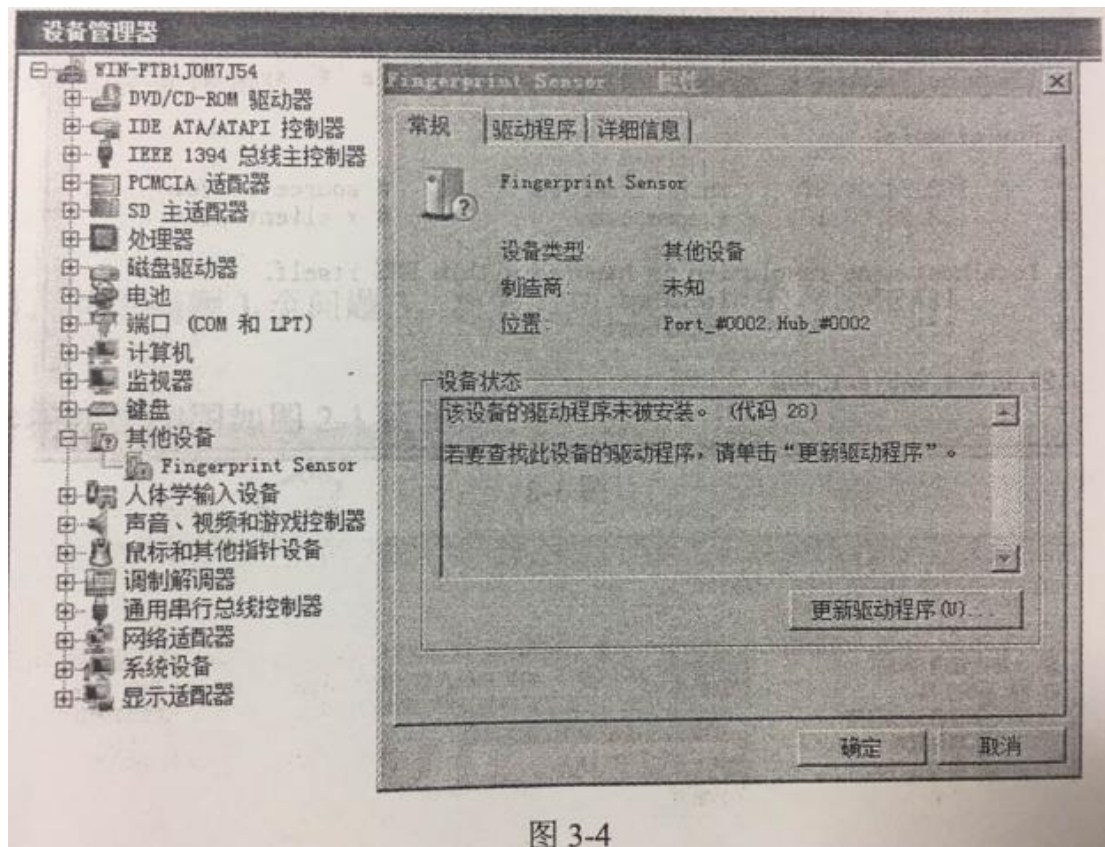 设备管理器
WIN-FTB1JOM7J54
DVD/CD-ROM 驱动器
IDE ATA/ATAPI 控制器
IEEE 1394 总线主控制器
PCMCIA 适配器
SD 主适配器
处理器
磁盘驱动器
电池
端口 (COM 和 LPT)
计算机
监视器
键盘
其他设备
Fingerprint Sensor
人体学输入设备
声音、视频和游戏控制器
鼠标和其他指针设备
调制解调器
通用串行总线控制器
网络适配器
系统设备
显示适配器
Fingerprint Sensor 属性
常规 驱动程序 详细信息
Fingerprint Sensor
设备类型: 其他设备
制造商: 未知
位置: Port_#0002.Hub_#0002
设备状态
该设备的驱动程序未被安装。 (代码 28)
若要查找此设备的驱动程序，请单击“更新驱动程序”。
更新驱动程序(U)...
确定 取消
图 3-4